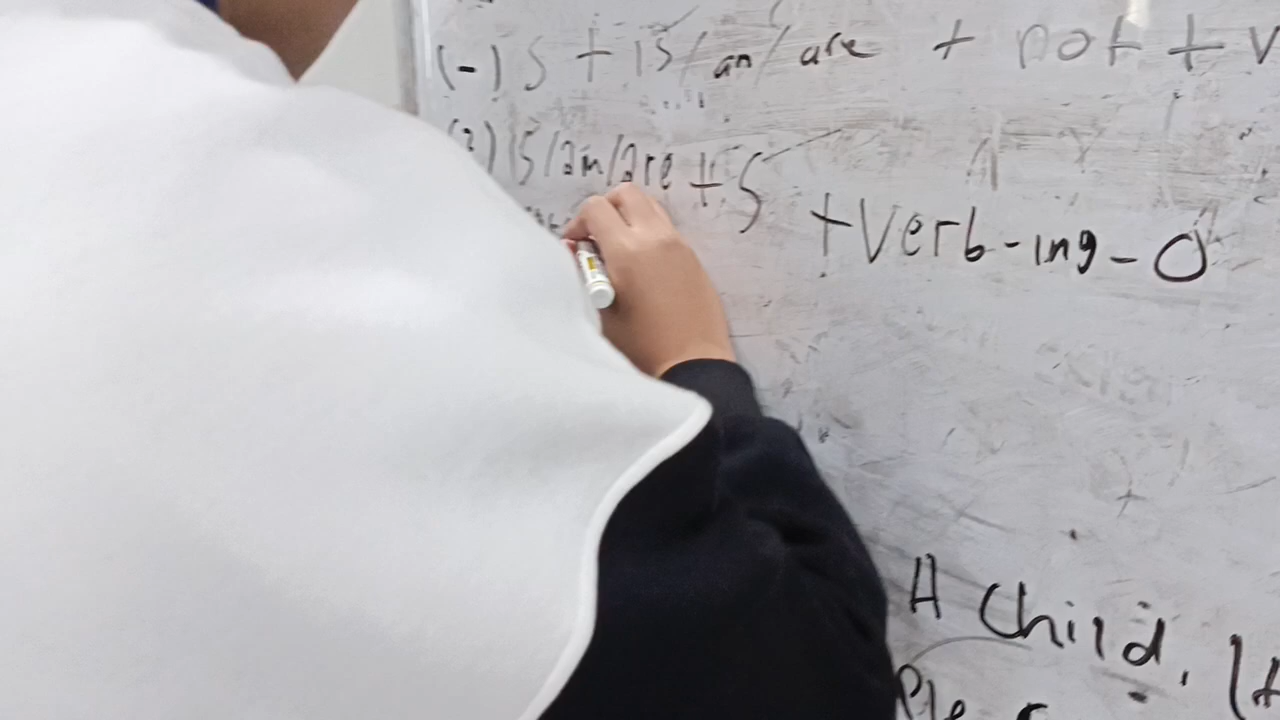 (-) S + is/am/are + not + V
(?) is/am/are + S + Verb-ing-O
A Child.